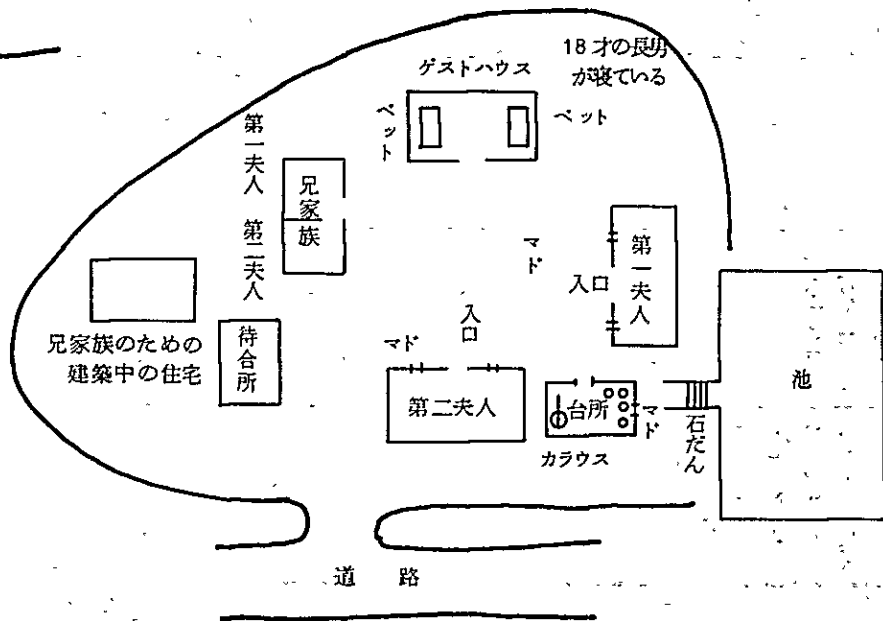 18才の長男
が寝ている
ゲストハウス
ベット
ベット
第一夫人
第二夫人
兄家族
マド
入口
第一夫人
兄家族のための
建築中の住宅
待合所
マド
入口
第二夫人
台所
マド
カラウス
石だん
池
道路